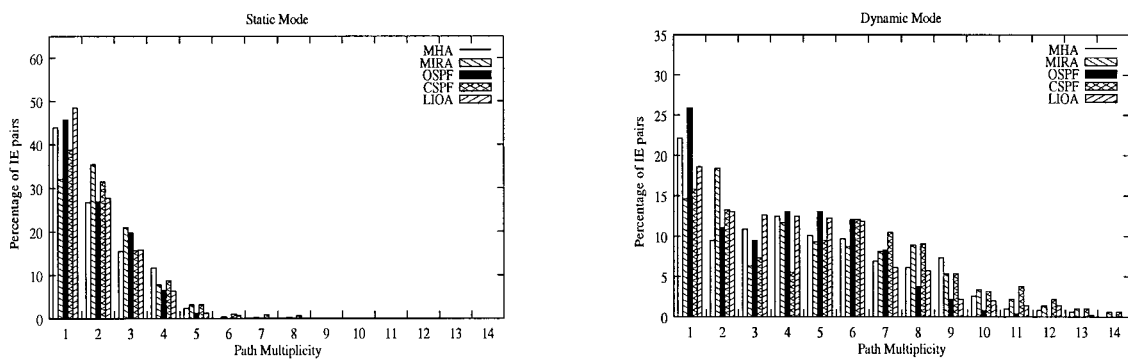 Static Mode
60
50
40
30
20
10
0
Percentage of IE pairs
MHA
MIRA
OSPF
CSPF
LIOA
1 2 3 4 5 6 7 8 9 10 11 12 13 14
Path Multiplicity
Dynamic Mode
35
30
25
20
15
10
5
0
Percentage of IE pairs
MHA
MIRA
OSPF
CSPF
LIOA
1 2 3 4 5 6 7 8 9 10 11 12 13 14
Path Multiplicity